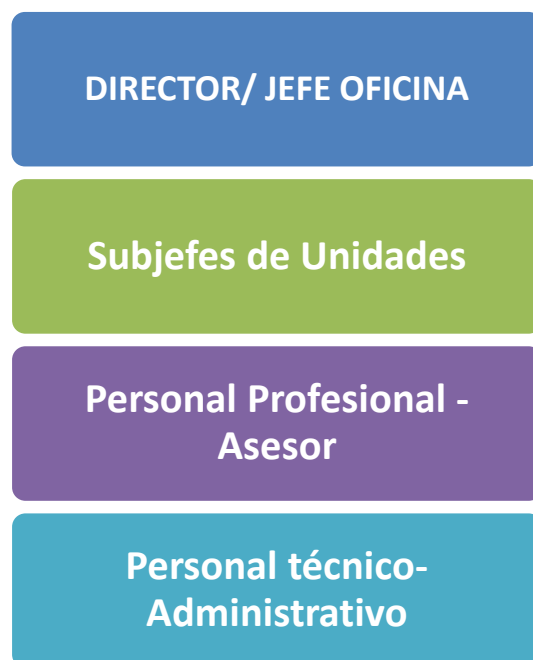 DIRECTOR/ JEFE OFICINA
Subjefes de Unidades
Personal Profesional -
Asesor
Personal técnico-
Administrativo